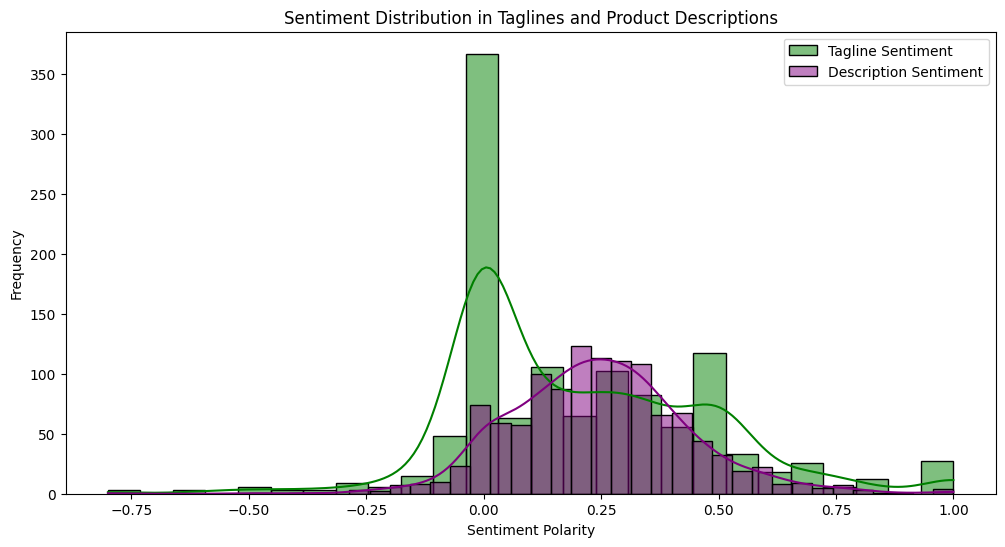 Sentiment Distribution in Taglines and Product Descriptions
Tagline Sentiment
Description Sentiment
Frequency
350
300
250
200
150
100
50
0
−0.75 −0.50 −0.25 0.00 0.25 0.50 0.75 1.00
Sentiment Polarity